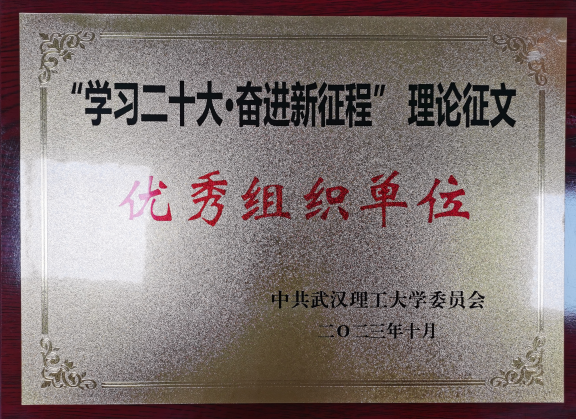 “学习二十大·奋进新征程” 理论征文
优秀组织单位
中共武汉理工大学委员会
二〇二三年十月